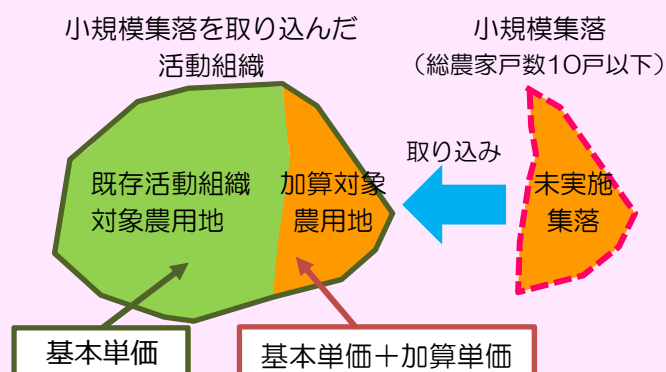 小規模集落を取り込んだ
活動組織
小規模集落
（総農家戸数10戸以下）
取り込み
既存活動組織
対象農用地
加算対象
農用地
未実施
集落
基本単価
基本単価＋加算単価